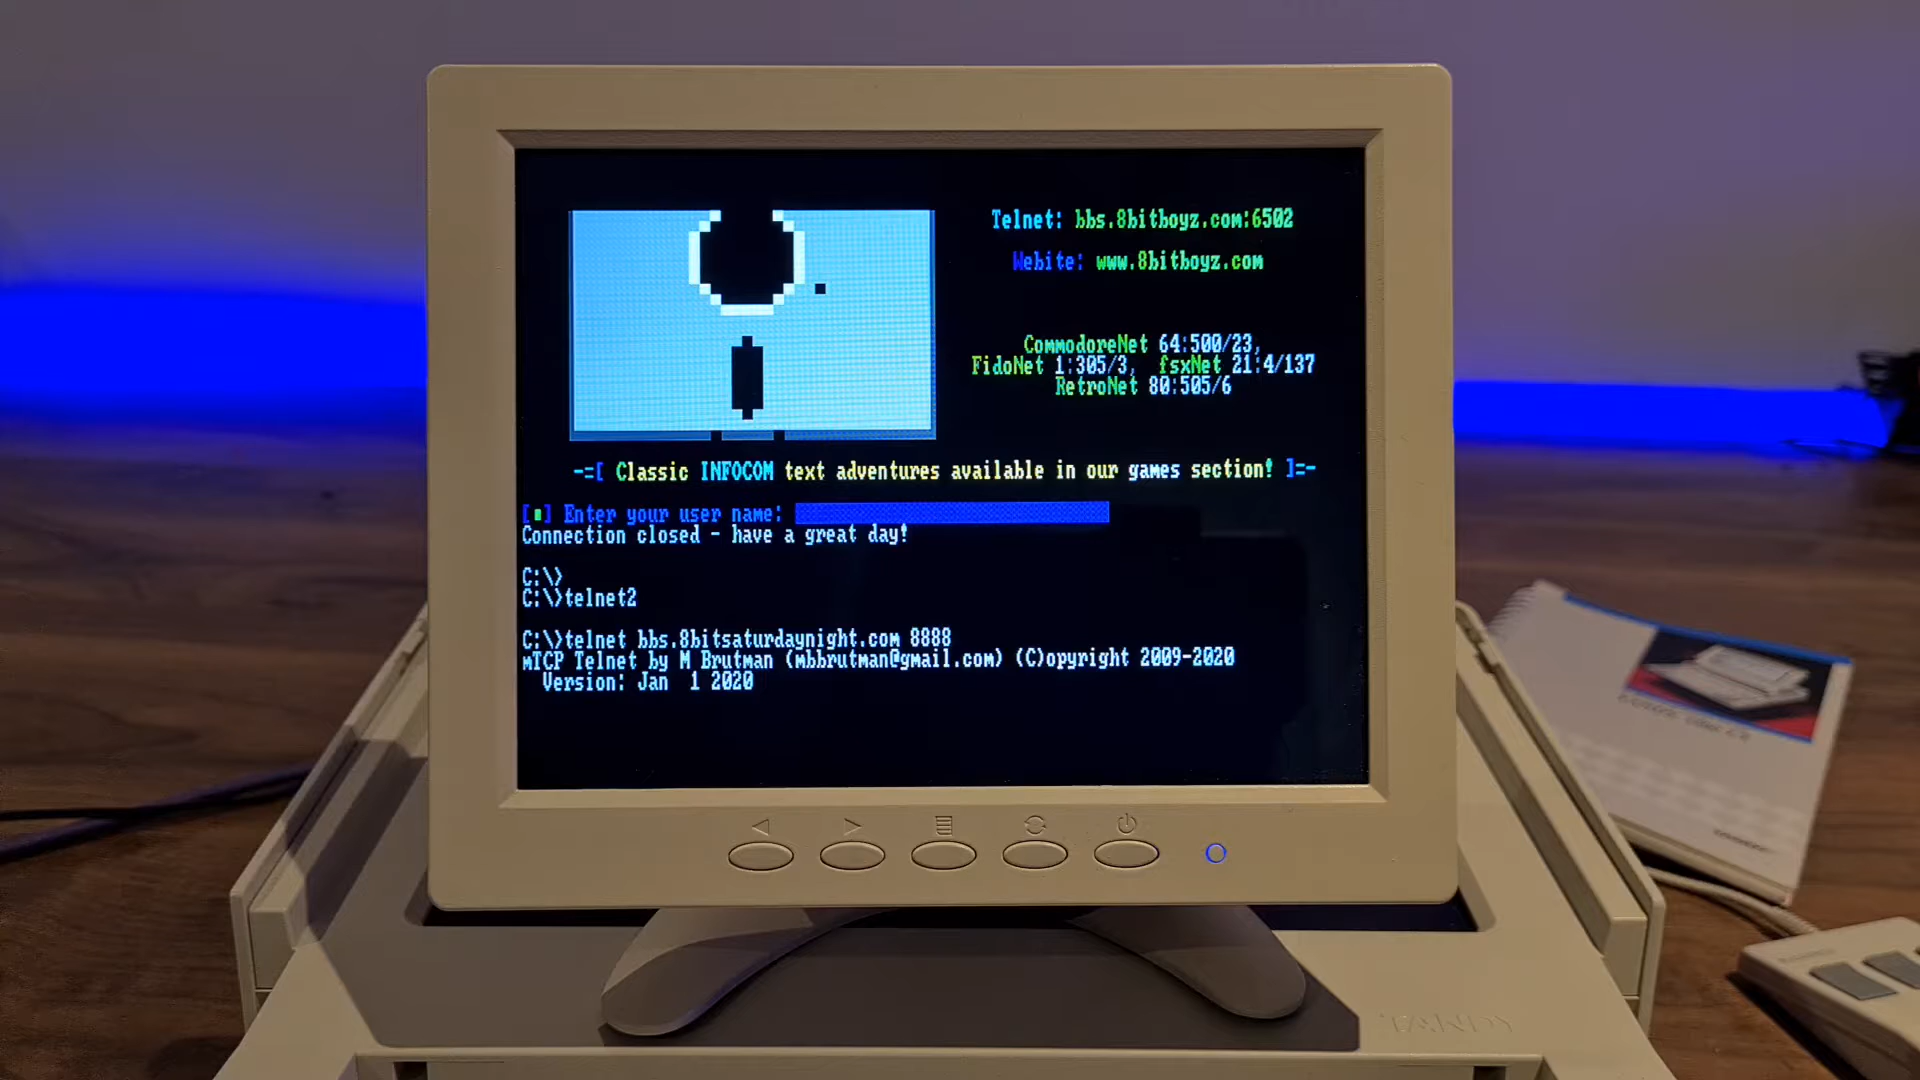 Telnet: bbs.8bitboyz.com:6502
Webite: www.8bitboyz.com
CommodoreNet 64:500/23,
FidoNet 1:305/3, fsxNet 21:4/137
RetroNet 80:505/6
-=[ Classic INFOCOM text adventures available in our games section! ]=-
[∎] Enter your user name:
Connection closed - have a great day!
C:\>
C:\>telnet2
C:\>telnet bbs.8bitsaturdaynight.com 8888
mTCP Telnet by M Brutman (mbbrutman@gmail.com) (C)opyright 2009-2020
Version: Jan 1 2020
TANDY